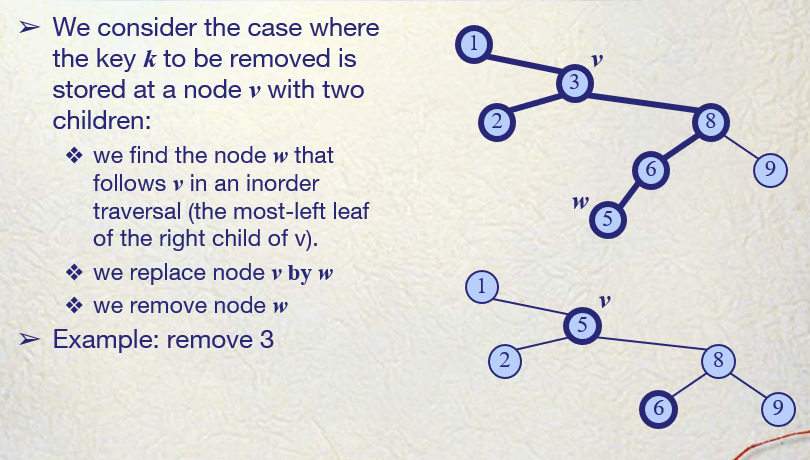 ➢ We consider the case where
the key k to be removed is
stored at a node v with two
children:
❖ we find the node w that
follows v in an inorder
traversal (the most-left leaf
of the right child of v).
❖ we replace node v by w
❖ we remove node w
➢ Example: remove 3
1
v
3
2
8
6
9
w
5
1
v
5
2
8
6
9